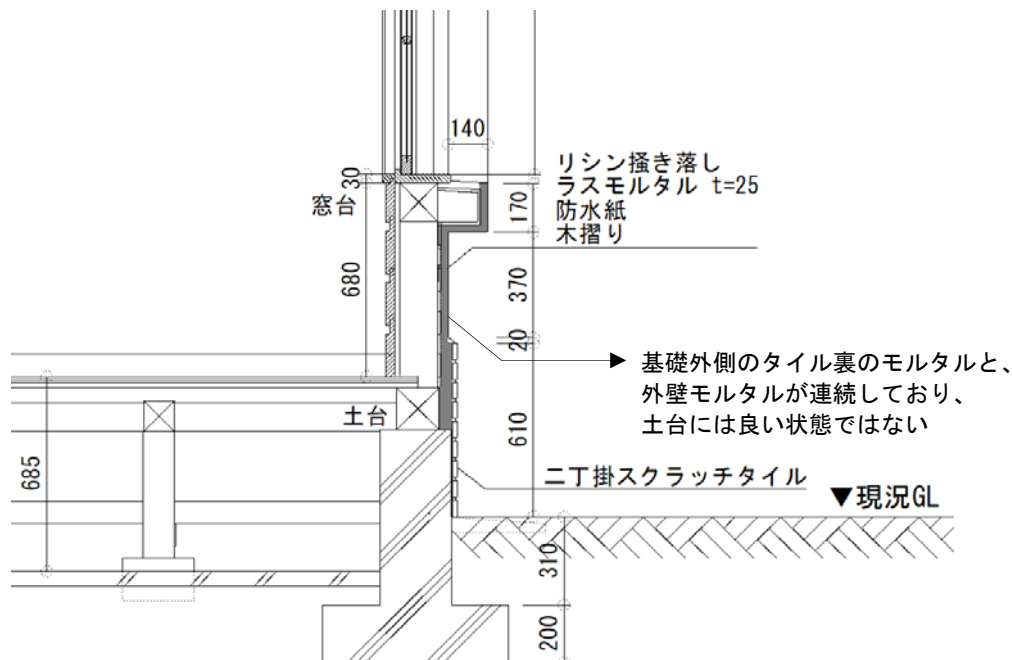 140
リシン掻き落し
ラスモルタル t=25
防水紙
木摺り
30
窓台
170
680
370
20
基礎外側のタイル裏のモルタルと、
外壁モルタルが連続しており、
土台には良い状態ではない
土台
610
685
二丁掛スクラッチタイル
▼現況GL
310
200